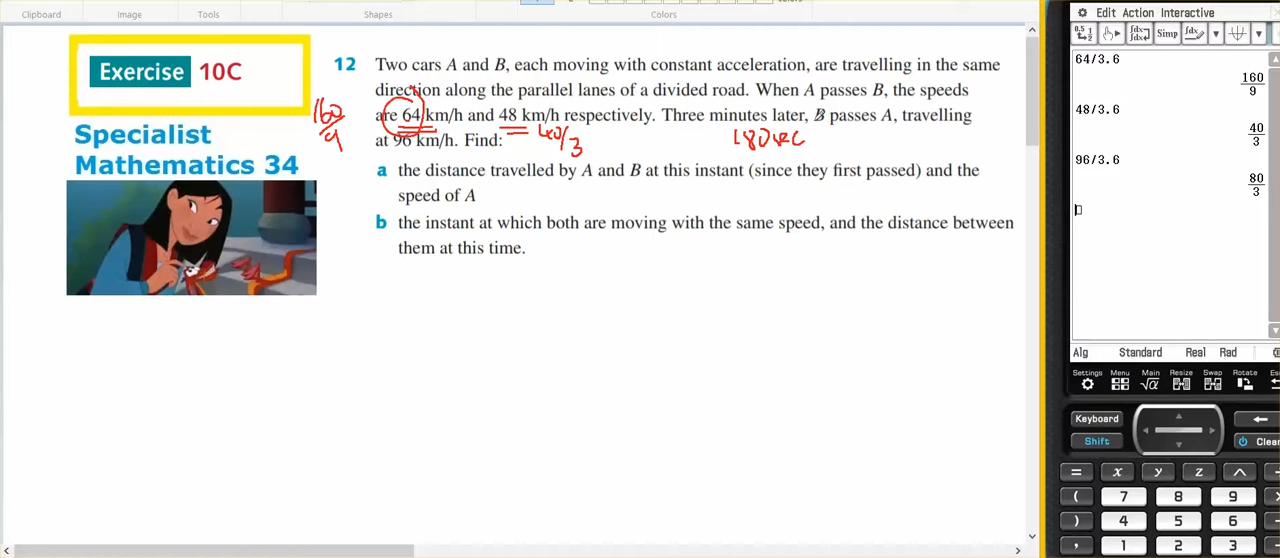 Clipboard
Image
Tools
Shapes
Colors
Exercise 10C
Specialist
Mathematics 34
12 Two cars A and B, each moving with constant acceleration, are travelling in the same
direction along the parallel lanes of a divided road. When A passes B, the speeds
are 64 km/h and 48 km/h respectively. Three minutes later, B passes A, travelling
at 96 km/h. Find:
160/9
40/3
180 sec
a the distance travelled by A and B at this instant (since they first passed) and the
speed of A
b the instant at which both are moving with the same speed, and the distance between
them at this time.
Edit Action Interactive
Simp
64/3.6
160
9
48/3.6
40
3
96/3.6
80
3
Alg Standard Real Rad
Settings Menu Main Resize Swap Rotate
Keyboard
Shift
Clear
= x y z ^
( 7 8 9
) 4 5 6
, 1 2 3